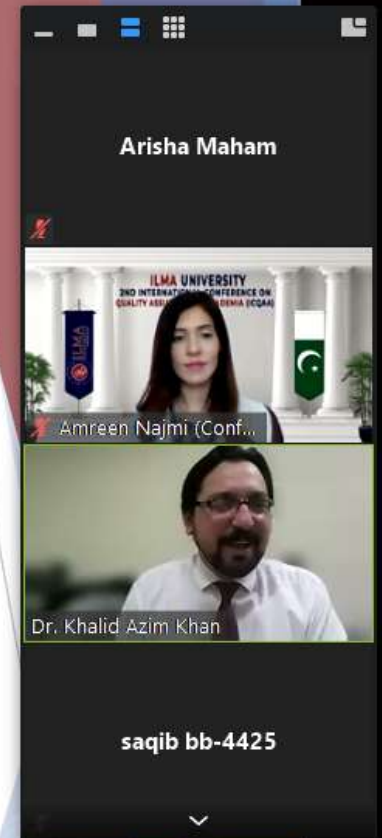 Arisha Maham
ILMA UNIVERSITY
2ND INTERNATIONAL CONFERENCE ON
QUALITY ASSURANCE IN ACADEMIA (ICQAA)
ILMA
Amreen Najmi (Conf...
Dr. Khalid Azim Khan
saqib bb-4425